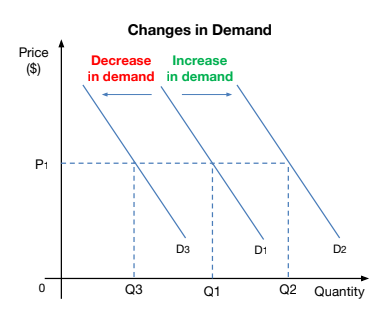 Changes in Demand
Price
($)
Decrease
in demand
Increase
in demand
P1
D3
D1
D2
0
Q3
Q1
Q2
Quantity